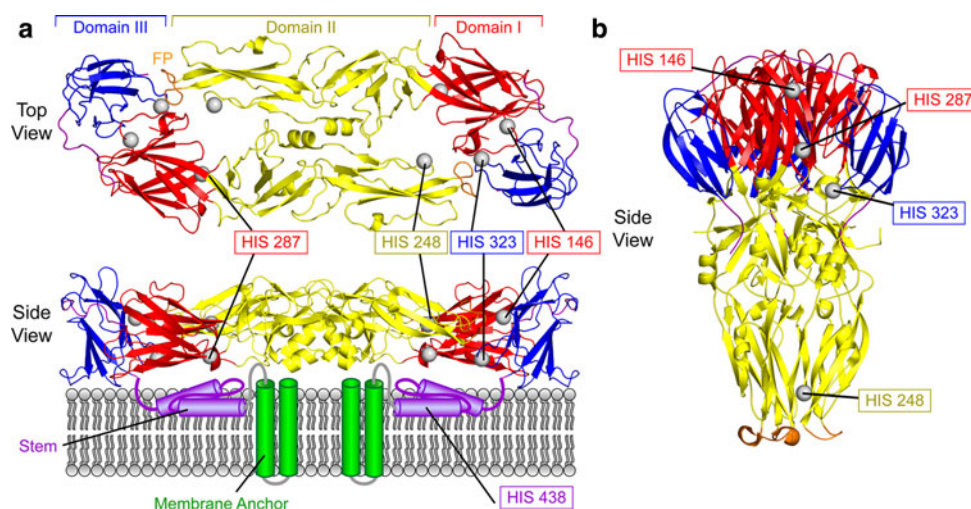 a
Domain III
Domain II
Domain I
FP
Top
View
HIS 287
HIS 248
HIS 323
HIS 146
Side
View
Stem
Membrane Anchor
HIS 438
b
HIS 146
HIS 287
HIS 323
Side
View
HIS 248